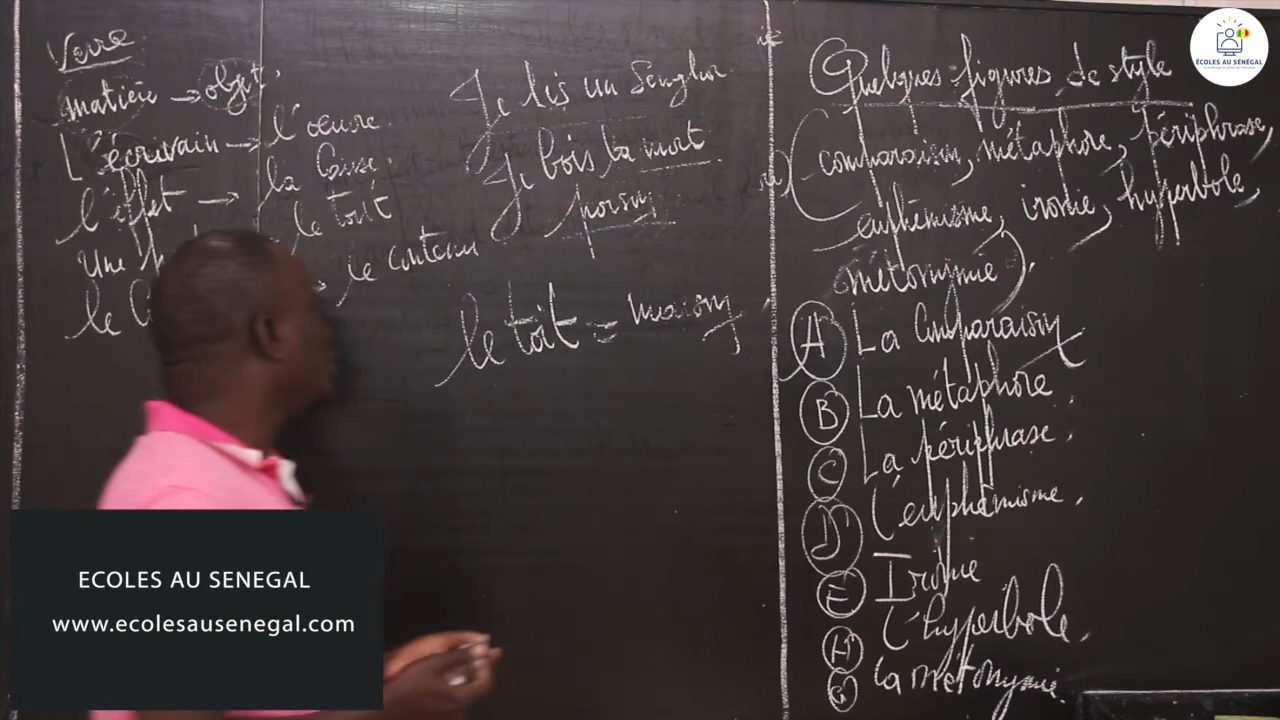 Verre
matière → objet
L'écrivain → l'œuvre
l'effet → la Cause
le toit
Une
le
le contenu
Je lis un Senghor
Je bois la mort
poison
le toit = maison
Quelques figures de style
(comparaison, métaphore, périphrase,
euphémisme, ironie, hyperbole,
métonymie)
A La Comparaison
B La métaphore
C La périphrase
D L'euphémisme
E Ironie
H L'hyperbole
G La métonymie
ÉCOLES AU SÉNÉGAL
ECOLES AU SENEGAL
www.ecolesausenegal.com